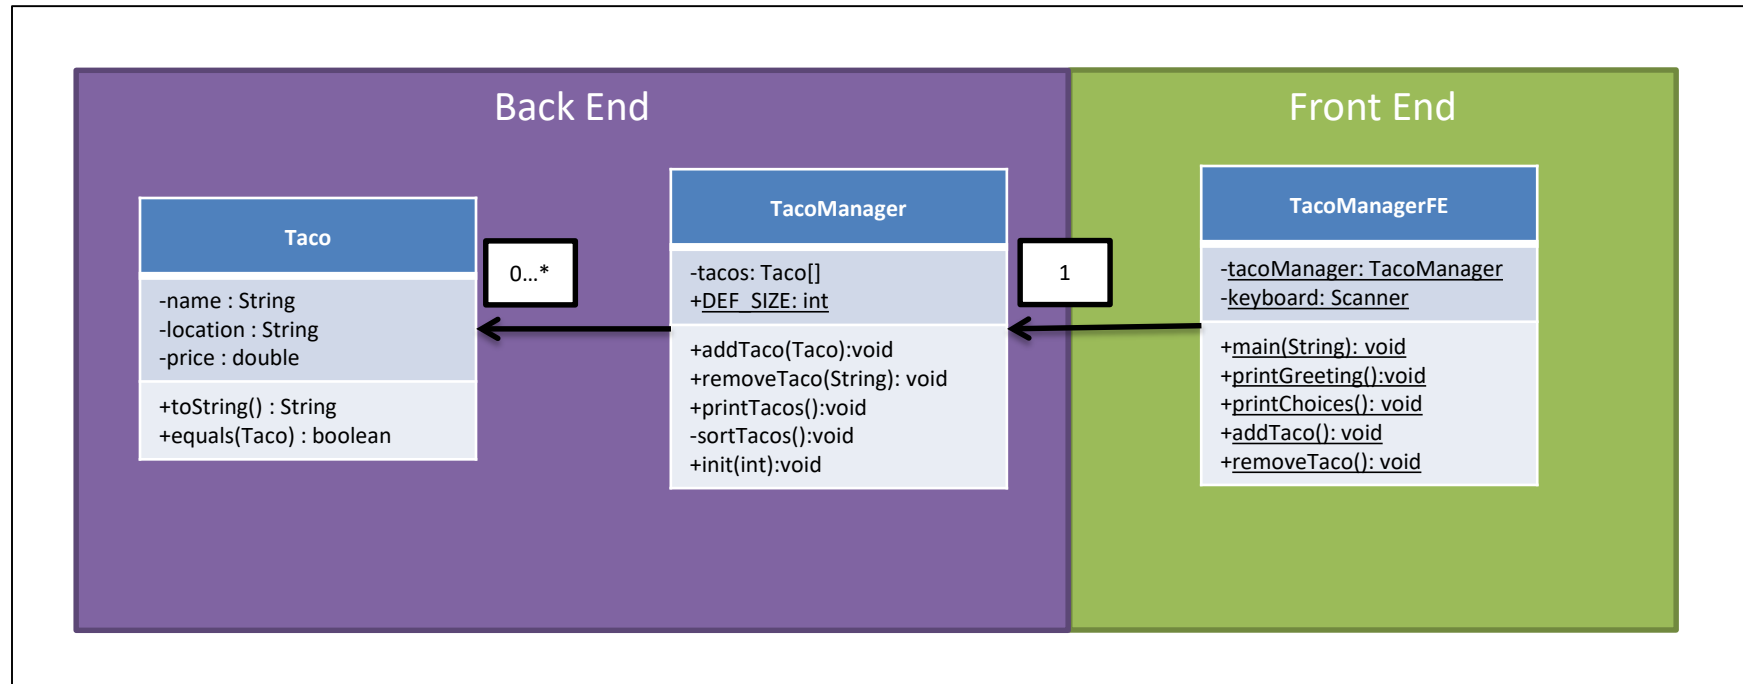 Back End
Front End
Taco
-name : String
-location : String
-price : double
+toString() : String
+equals(Taco) : boolean
0...*
TacoManager
-tacos: Taco[]
+DEF_SIZE: int
+addTaco(Taco):void
+removeTaco(String): void
+printTacos():void
-sortTacos():void
+init(int):void
1
TacoManagerFE
-tacoManager: TacoManager
-keyboard: Scanner
+main(String): void
+printGreeting():void
+printChoices(): void
+addTaco(): void
+removeTaco(): void